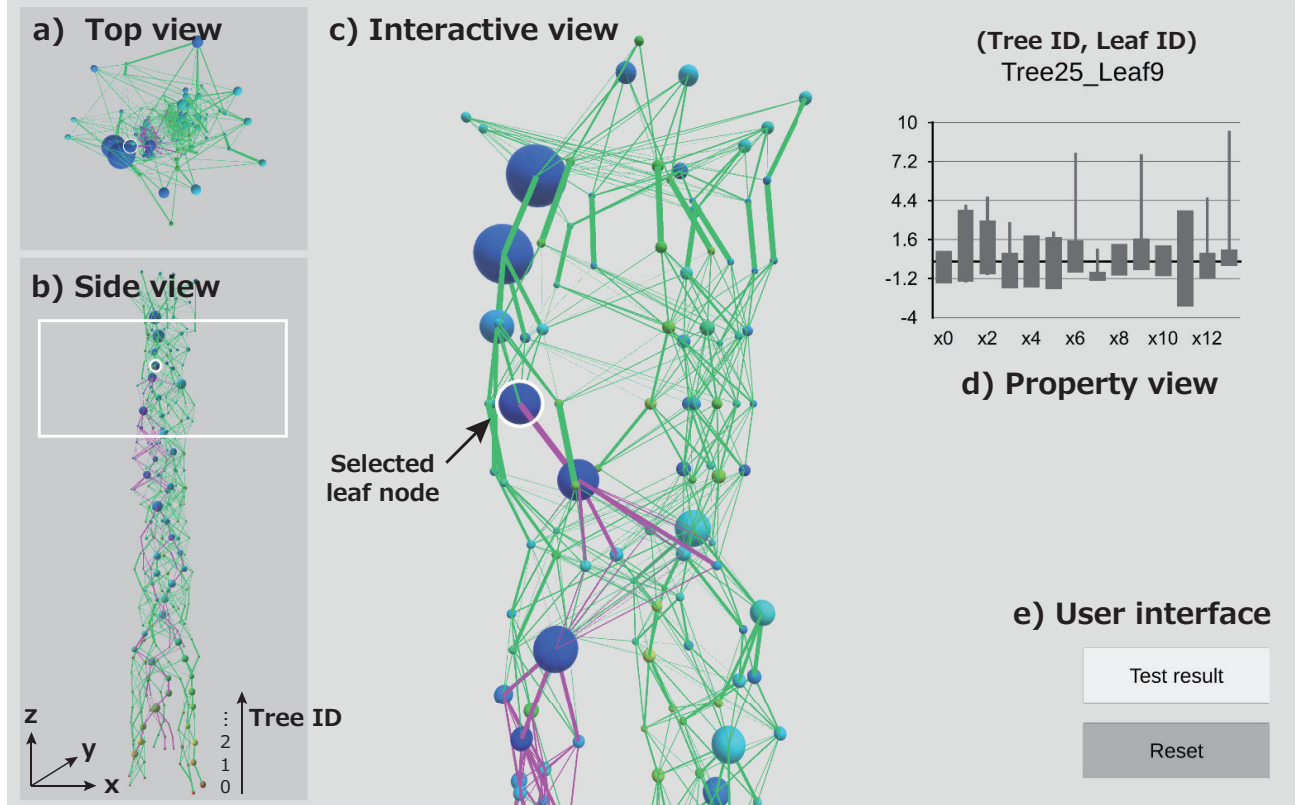 a) Top view
b) Side view
z
y
x
Tree ID
⋮
2
1
0
c) Interactive view
Selected
leaf node
(Tree ID, Leaf ID)
Tree25_Leaf9
10
7.2
4.4
1.6
-1.2
-4
x0 x2 x4 x6 x8 x10 x12
d) Property view
e) User interface
Test result
Reset